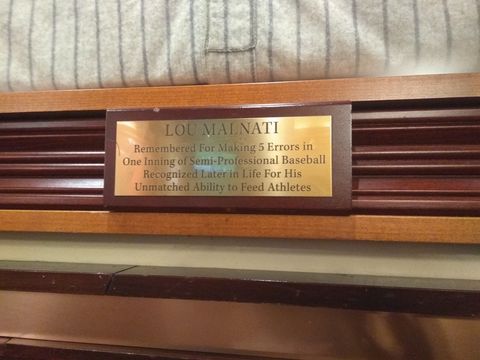 LOU MALNATI
Remembered For Making 5 Errors in
One Inning of Semi-Professional Baseball
Recognized Later in Life For His
Unmatched Ability to Feed Athletes